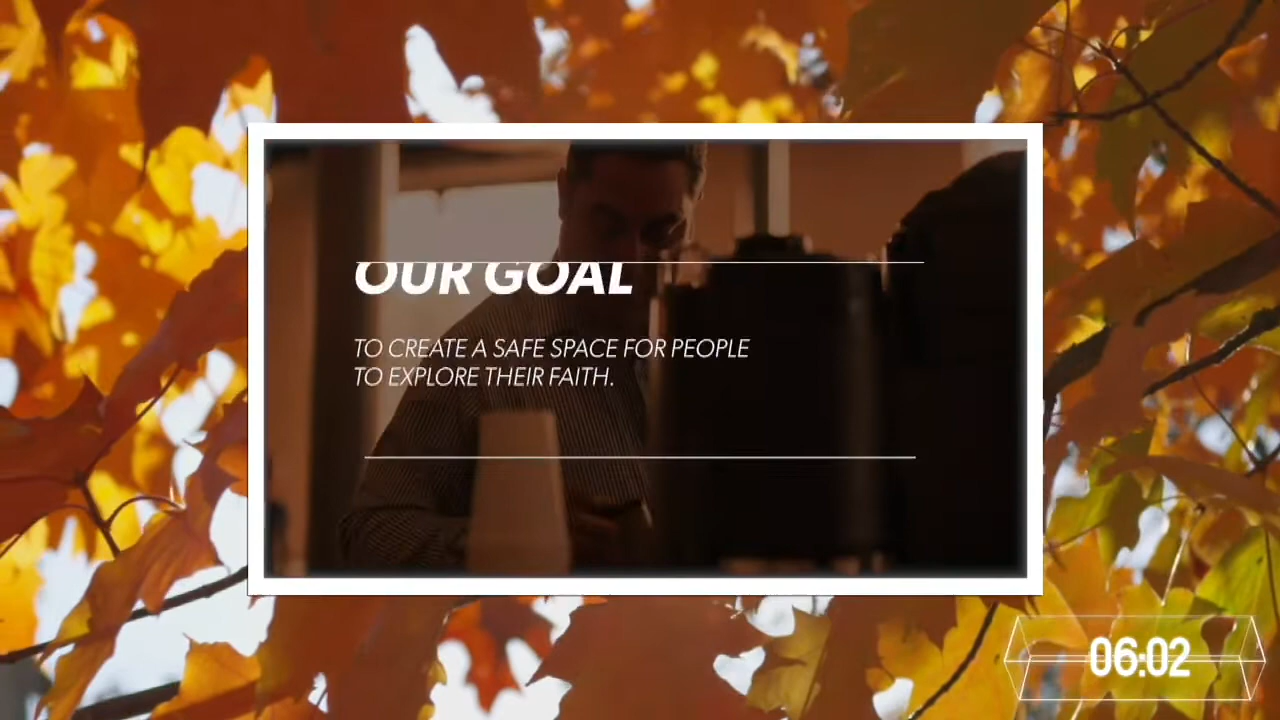 OUR GOAL
TO CREATE A SAFE SPACE FOR PEOPLE
TO EXPLORE THEIR FAITH.
06:02